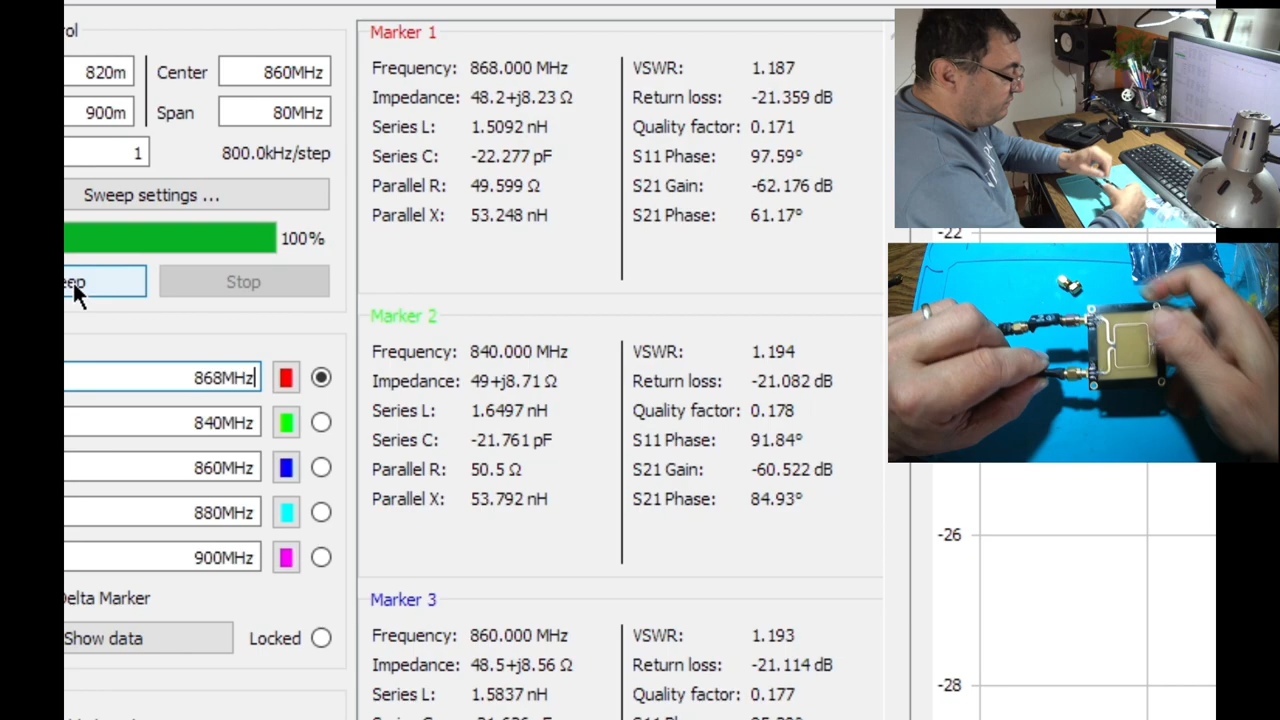 ol
820m
Center
860MHz
900m
Span
80MHz
1
800.0kHz/step
Sweep settings ...
100%
eep
Stop
868MHz
840MHz
860MHz
880MHz
900MHz
Delta Marker
Show data
Locked
Marker 1
Frequency: 868.000 MHz
Impedance: 48.2+j8.23 Ω
Series L: 1.5092 nH
Series C: -22.277 pF
Parallel R: 49.599 Ω
Parallel X: 53.248 nH
VSWR: 1.187
Return loss: -21.359 dB
Quality factor: 0.171
S11 Phase: 97.59°
S21 Gain: -62.176 dB
S21 Phase: 61.17°
Marker 2
Frequency: 840.000 MHz
Impedance: 49+j8.71 Ω
Series L: 1.6497 nH
Series C: -21.761 pF
Parallel R: 50.5 Ω
Parallel X: 53.792 nH
VSWR: 1.194
Return loss: -21.082 dB
Quality factor: 0.178
S11 Phase: 91.84°
S21 Gain: -60.522 dB
S21 Phase: 84.93°
Marker 3
Frequency: 860.000 MHz
Impedance: 48.5+j8.56 Ω
Series L: 1.5837 nH
VSWR: 1.193
Return loss: -21.114 dB
Quality factor: 0.177
-22
-26
-28